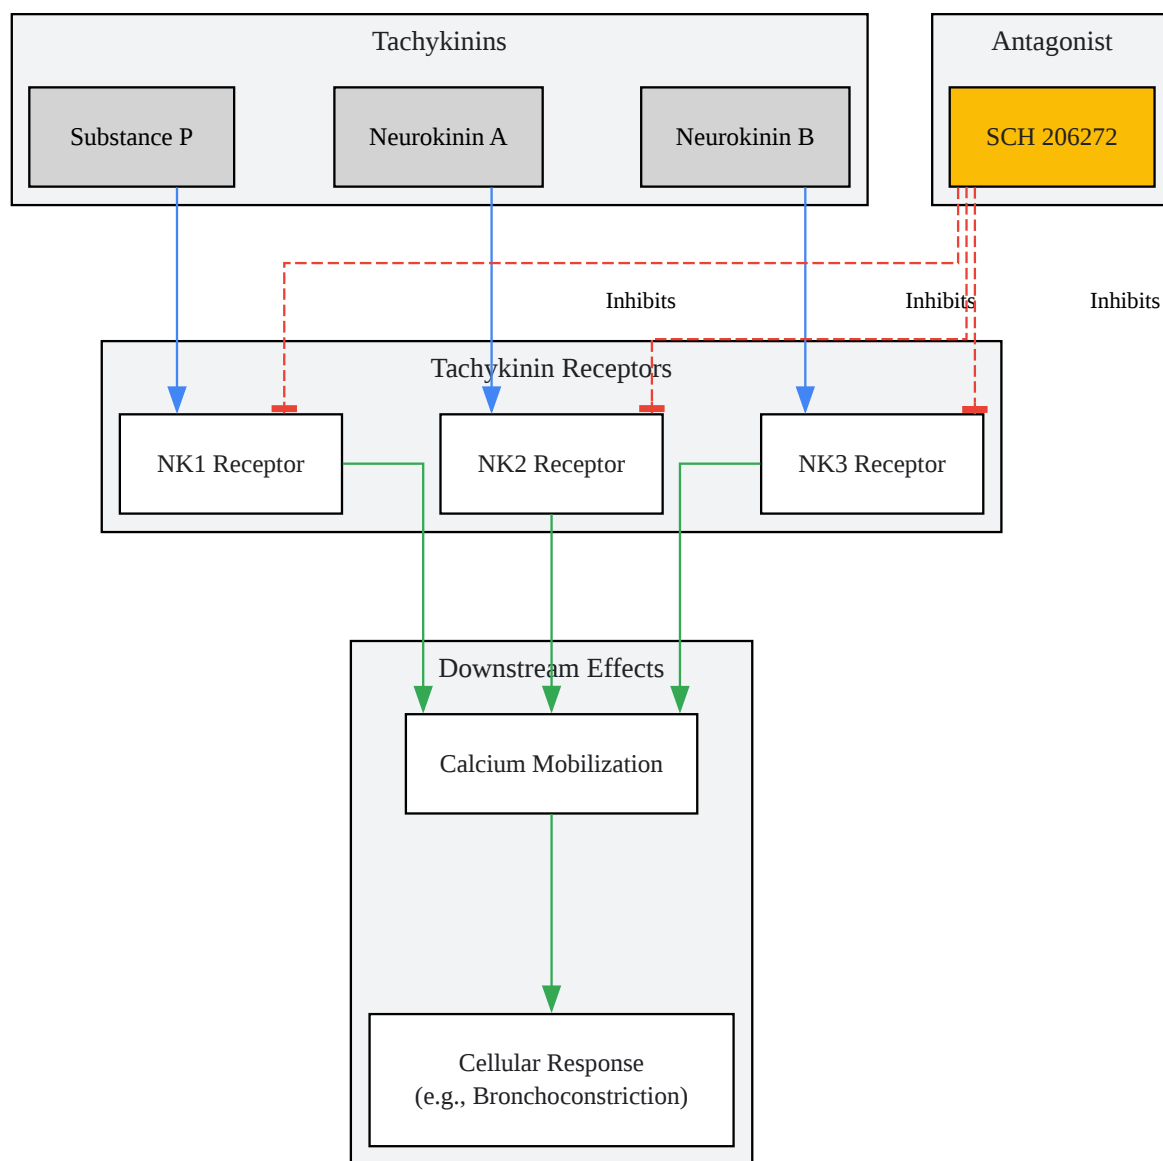 Tachykinins
Antagonist
Substance P
Neurokinin A
Neurokinin B
SCH 206272
Inhibits
Inhibits
Inhibits
Tachykinin Receptors
NK1 Receptor
NK2 Receptor
NK3 Receptor
Downstream Effects
Calcium Mobilization
Cellular Response
(e.g., Bronchoconstriction)